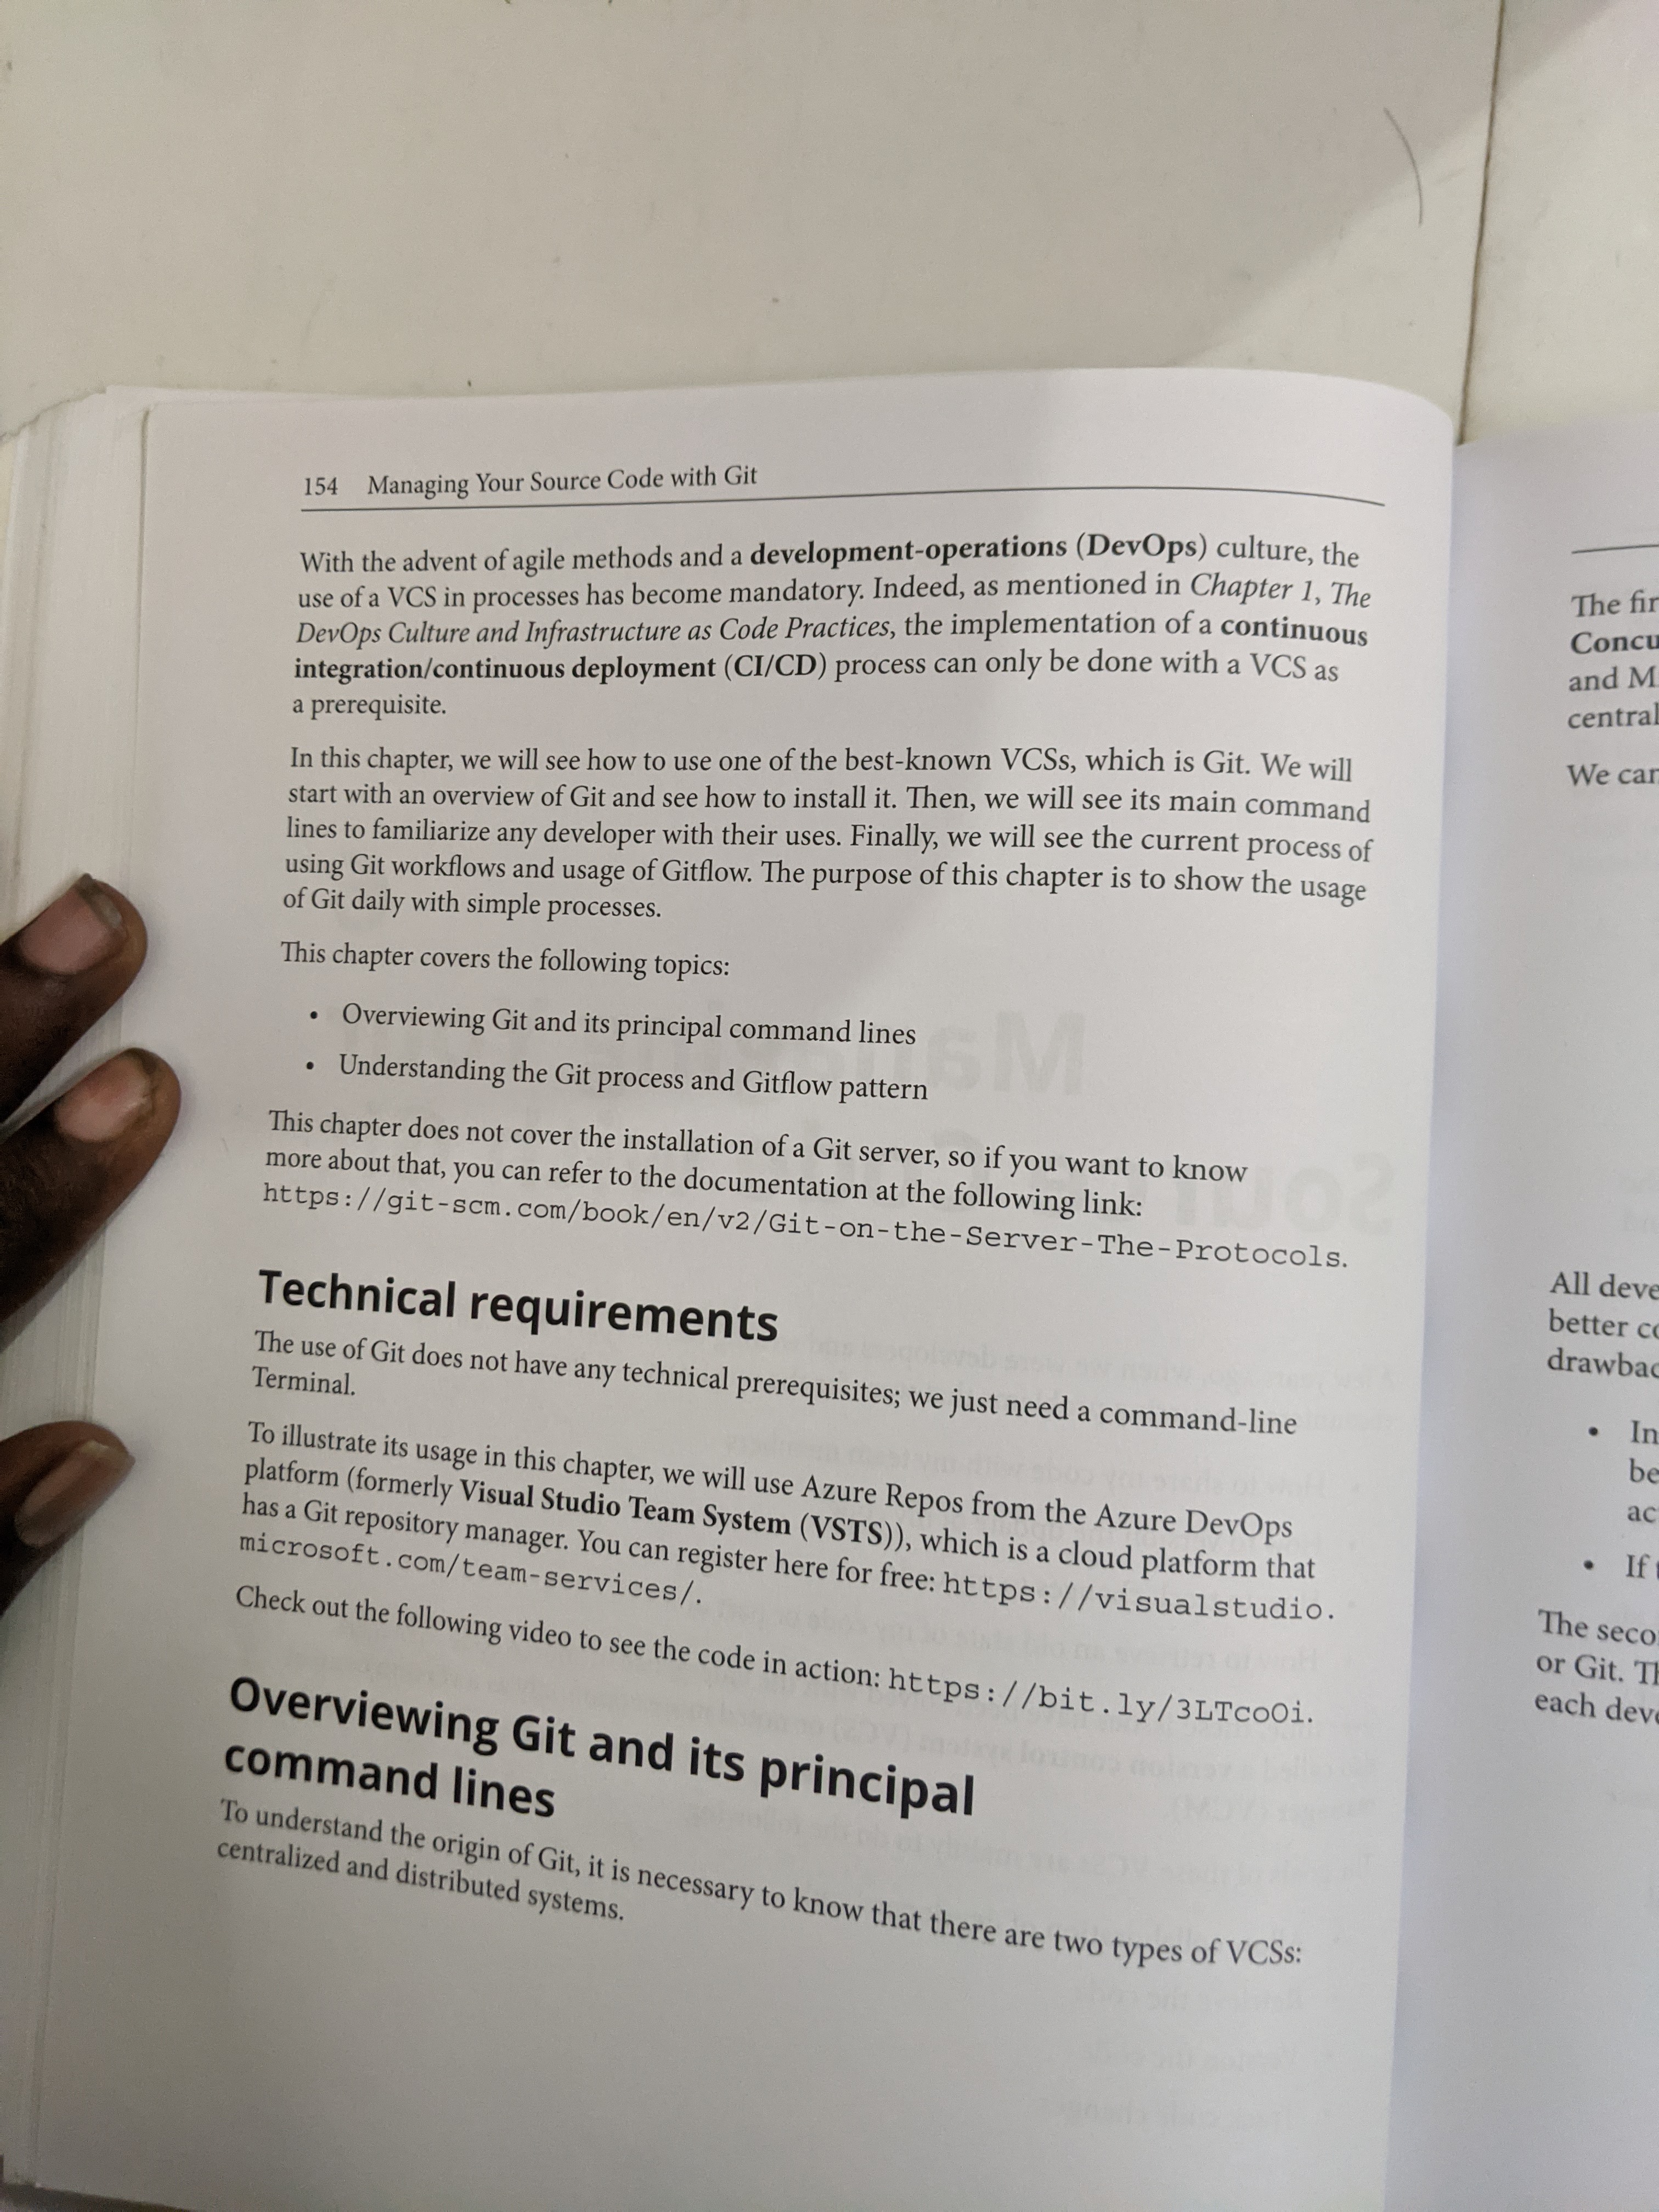 154 Managing Your Source Code with Git
With the advent of agile methods and a development-operations (DevOps) culture, the
use of a VCS in processes has become mandatory. Indeed, as mentioned in Chapter 1, The
DevOps Culture and Infrastructure as Code Practices, the implementation of a continuous
integration/continuous deployment (CI/CD) process can only be done with a VCS as
a prerequisite.
In this chapter, we will see how to use one of the best-known VCSs, which is Git. We will
start with an overview of Git and see how to install it. Then, we will see its main command
lines to familiarize any developer with their uses. Finally, we will see the current process of
using Git workflows and usage of Gitflow. The purpose of this chapter is to show the usage
of Git daily with simple processes.
This chapter covers the following topics:
• Overviewing Git and its principal command lines
• Understanding the Git process and Gitflow pattern
This chapter does not cover the installation of a Git server, so if you want to know
more about that, you can refer to the documentation at the following link:
https://git-scm.com/book/en/v2/Git-on-the-Server-The-Protocols.
Technical requirements
The use of Git does not have any technical prerequisites; we just need a command-line
Terminal.
To illustrate its usage in this chapter, we will use Azure Repos from the Azure DevOps
platform (formerly Visual Studio Team System (VSTS)), which is a cloud platform that
has a Git repository manager. You can register here for free: https://visualstudio.
microsoft.com/team-services/.
Check out the following video to see the code in action: https://bit.ly/3LTcoOi.
Overviewing Git and its principal
command lines
To understand the origin of Git, it is necessary to know that there are two types of VCSs:
centralized and distributed systems.
The
and
central
We
All
better
• In
be
• If
The
or Git.
each